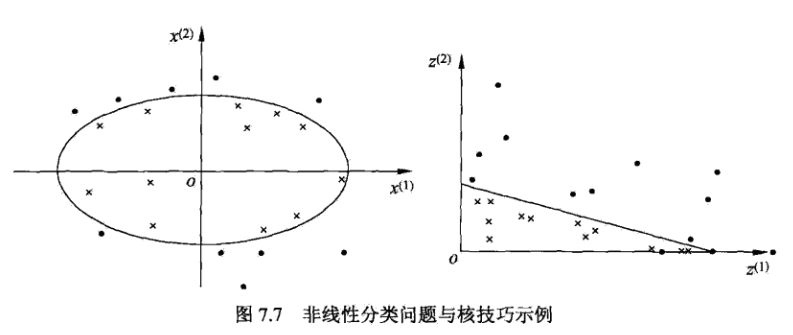 x(2)
O
x(1)
z(2)
O
z(1)
图 7.7 非线性分类问题与核技巧示例